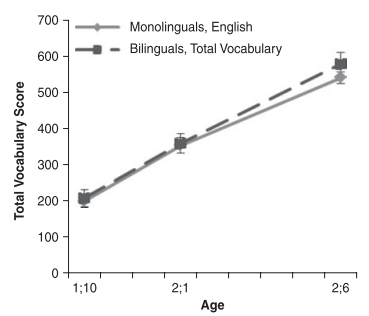 Monolinguals, English
Bilinguals, Total Vocabulary
Total Vocabulary Score
700
600
500
400
300
200
100
0
1;10
2;1
2;6
Age